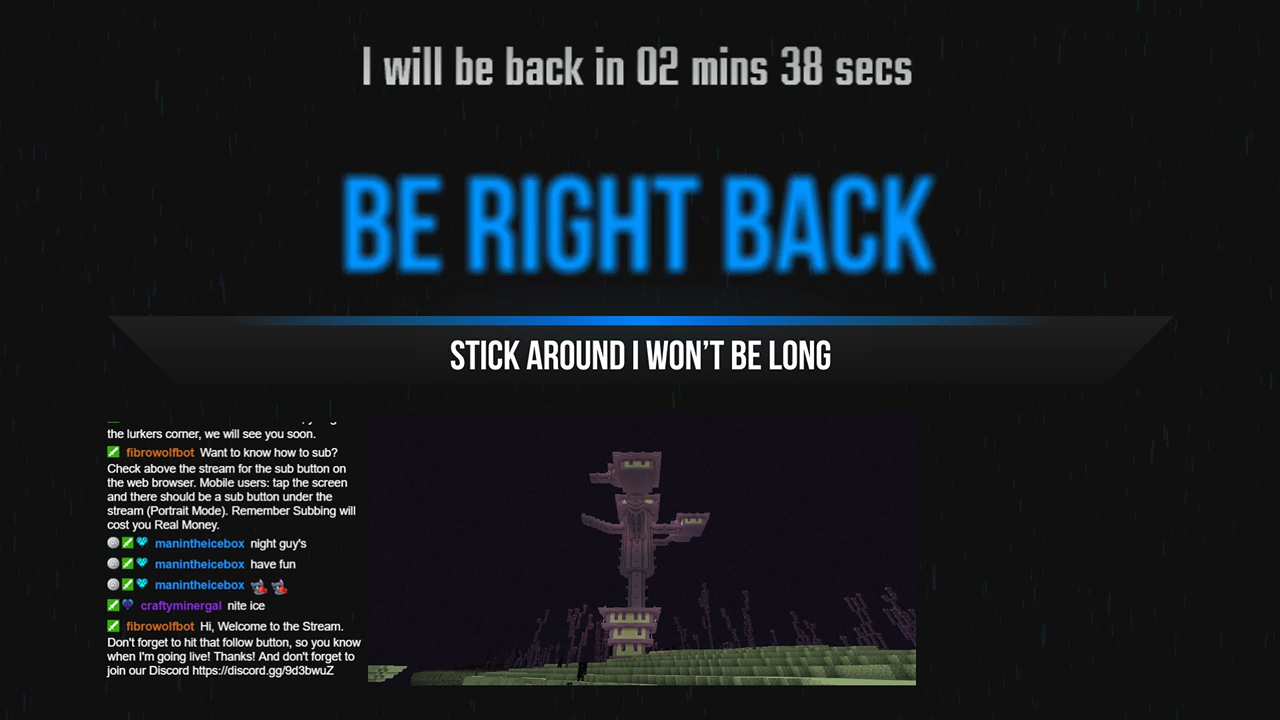 I will be back in 02 mins 38 secs
BE RIGHT BACK
STICK AROUND I WON'T BE LONG
the lurkers corner, we will see you soon.
fibrowolfbot Want to know how to sub?
Check above the stream for the sub button on
the web browser. Mobile users: tap the screen
and there should be a sub button under the
stream (Portrait Mode). Remember Subbing will
cost you Real Money.
manintheicebox night guy's
manintheicebox have fun
manintheicebox
craftyminergal nite ice
fibrowolfbot Hi, Welcome to the Stream.
Don't forget to hit that follow button, so you know
when I'm going live! Thanks! And don't forget to
join our Discord https://discord.gg/9d3bwuZ